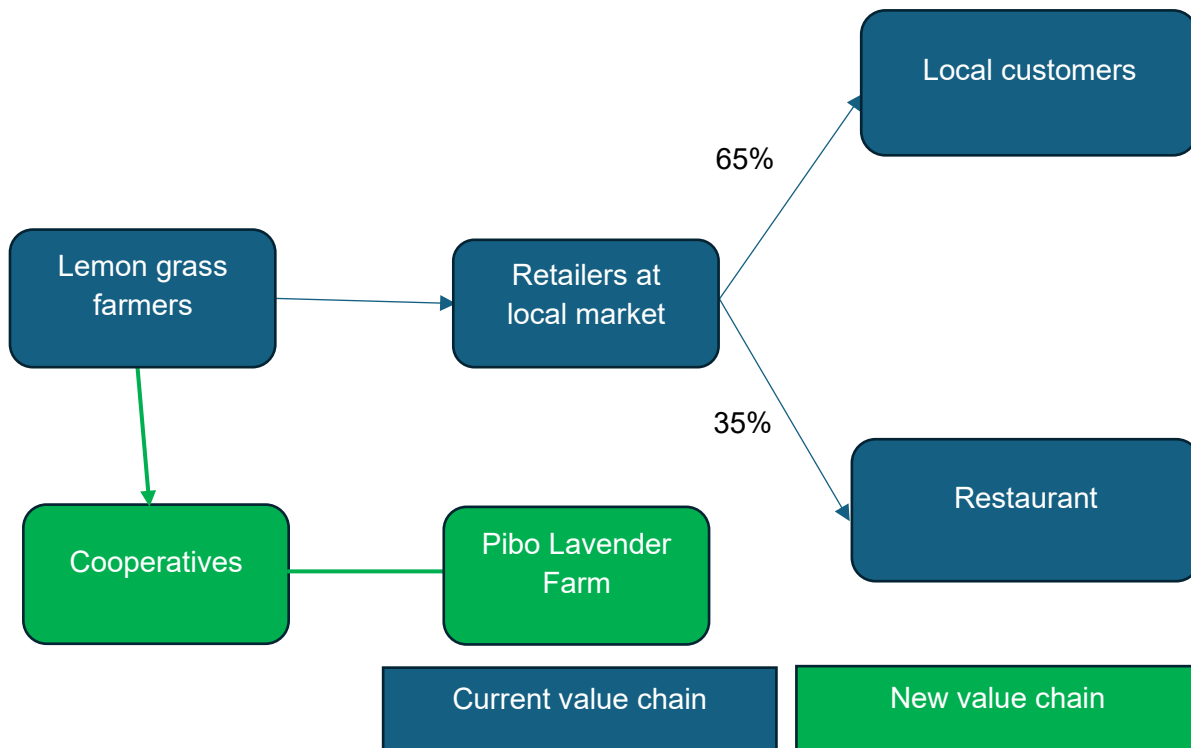 Local customers
65%
Lemon grass
farmers
Retailers at
local market
35%
Restaurant
Cooperatives
Pibo Lavender
Farm
Current value chain
New value chain